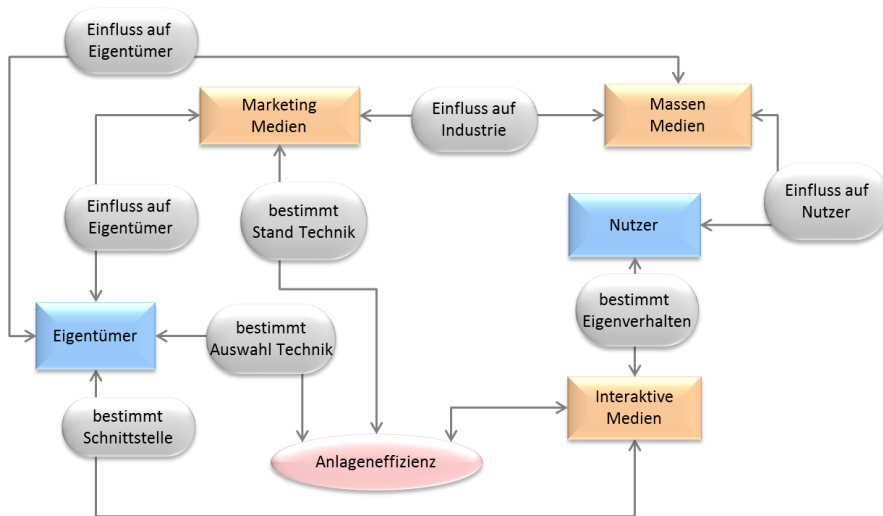 Einfluss auf
Eigentümer
Marketing
Medien
Einfluss auf
Industrie
Massen
Medien
Einfluss auf
Eigentümer
bestimmt
Stand Technik
Nutzer
Einfluss auf
Nutzer
Eigentümer
bestimmt
Auswahl Technik
bestimmt
Eigenverhalten
bestimmt
Schnittstelle
Anlageneffizienz
Interaktive
Medien